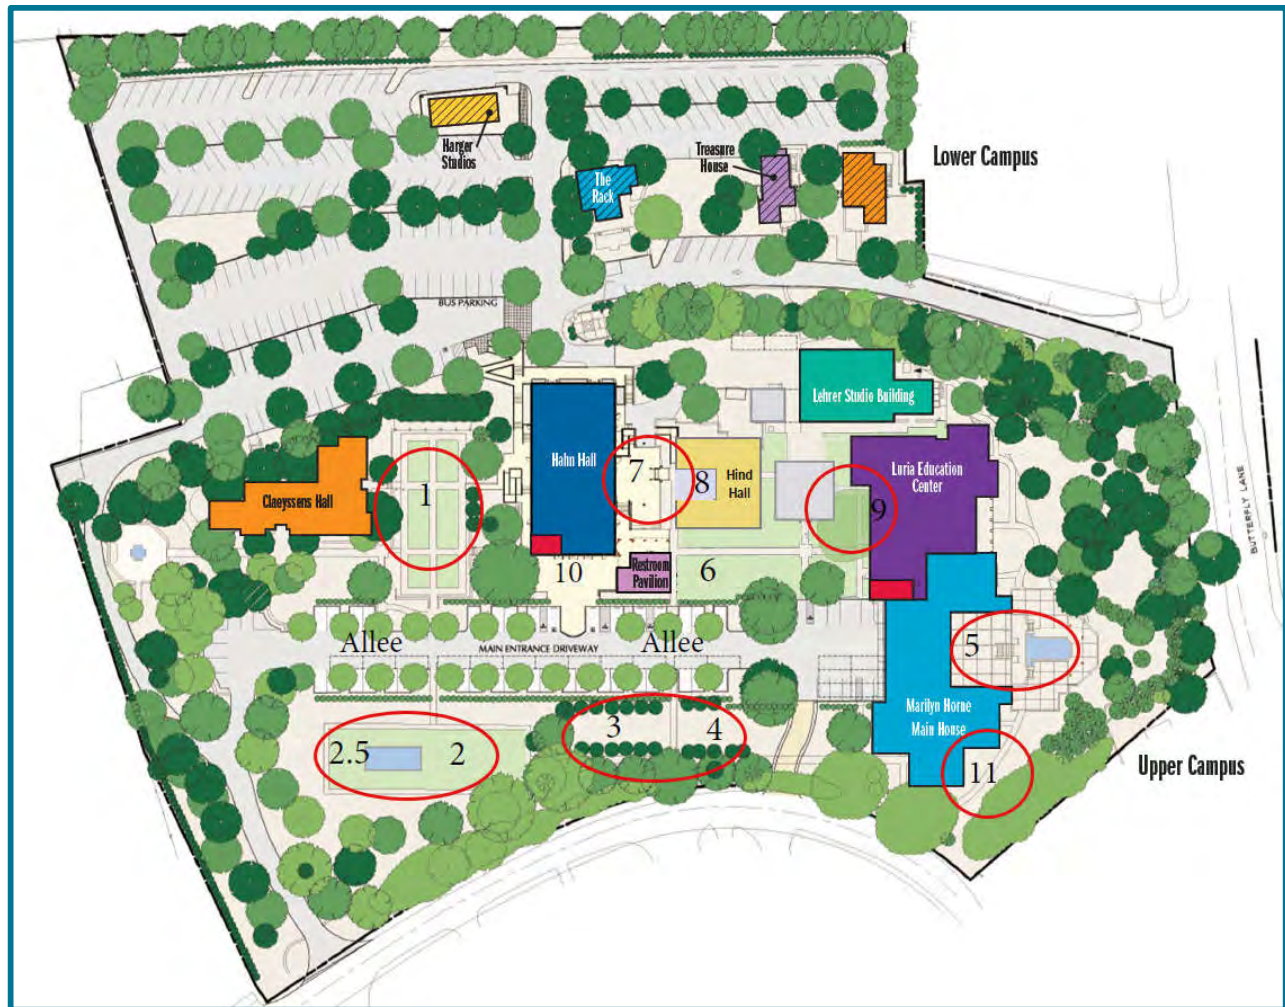 Harger
Studios
Treasure
House
The
Rack
Lower Campus
BUS PARKING
Lehrer Studio Building
Hahn Hall
7
8
Hind
Hall
Luria Education
Center
Claeyssens Hall
1
9
BUTTERFLY LANE
10
Restroom
Pavilion
6
Allee
MAIN ENTRANCE DRIVEWAY
Allee
5
Marilyn Horne
Main House
3
4
2.5
2
11
Upper Campus